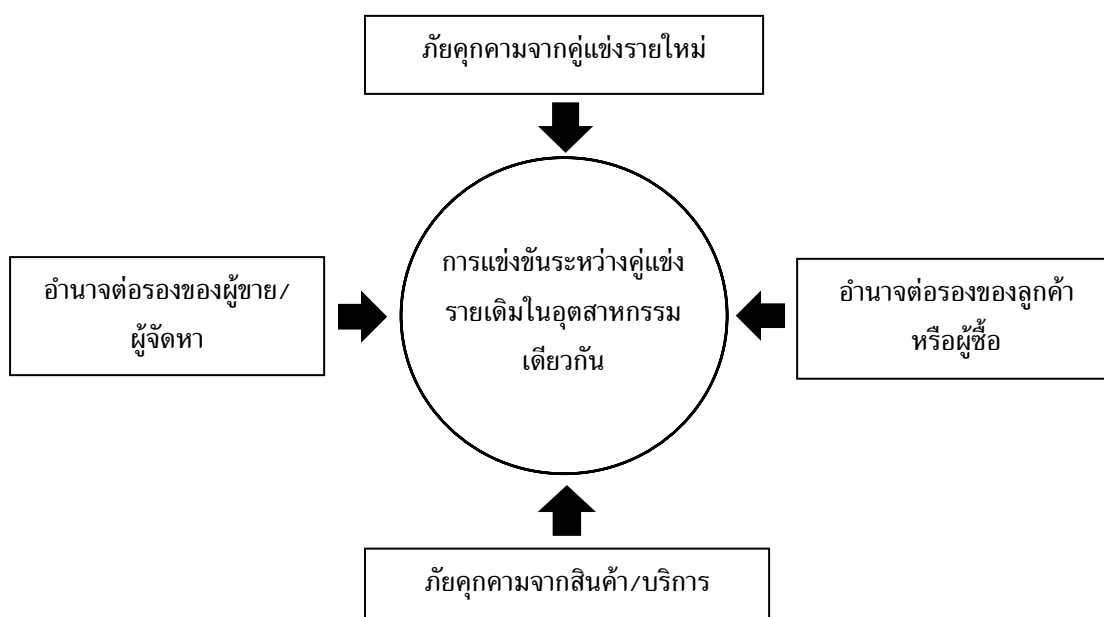 ภัยคุกคามจากคู่แข่งรายใหม่
การแข่งขันระหว่างคู่แข่ง
รายเดิมในอุตสาหกรรม
เดียวกัน
อำนาจต่อรองของผู้ขาย/
ผู้จัดหา
อำนาจต่อรองของลูกค้า
หรือผู้ซื้อ
ภัยคุกคามจากสินค้า/บริการ